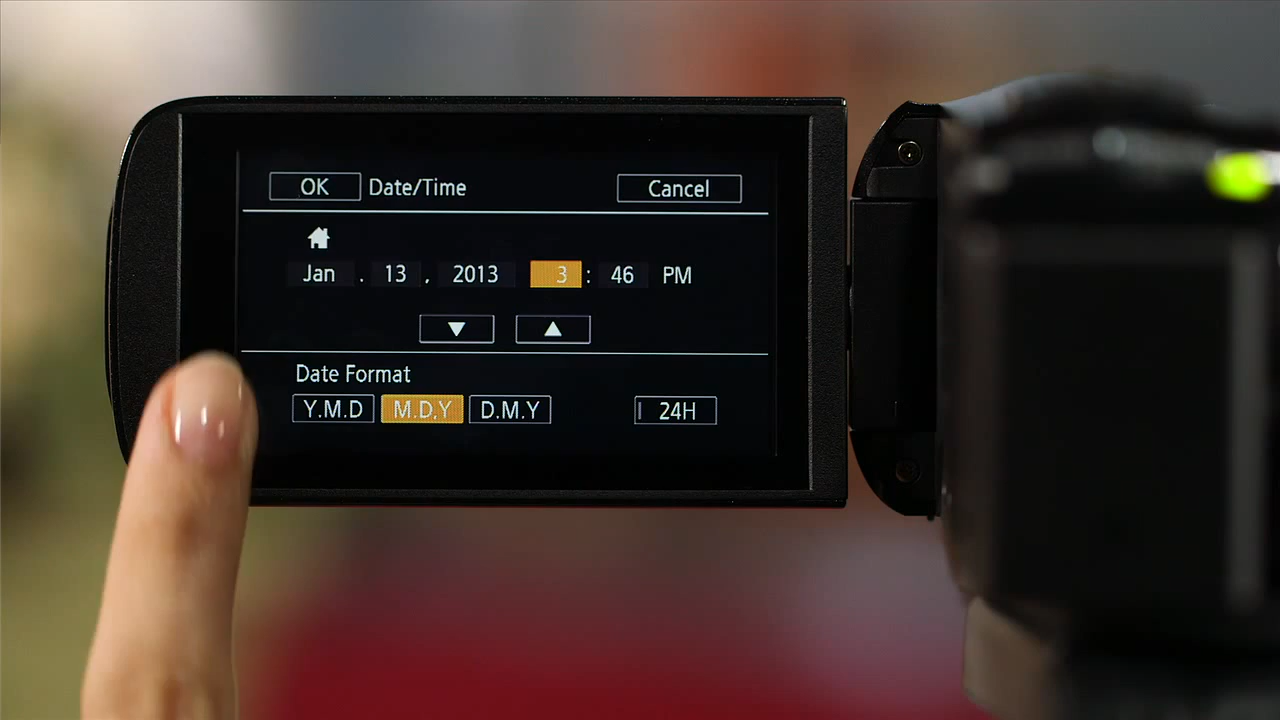 OK Date/Time Cancel
Jan . 13 , 2013 3 : 46 PM
▼ ▲
Date Format
Y.M.D M.D,Y D.M.Y 24H